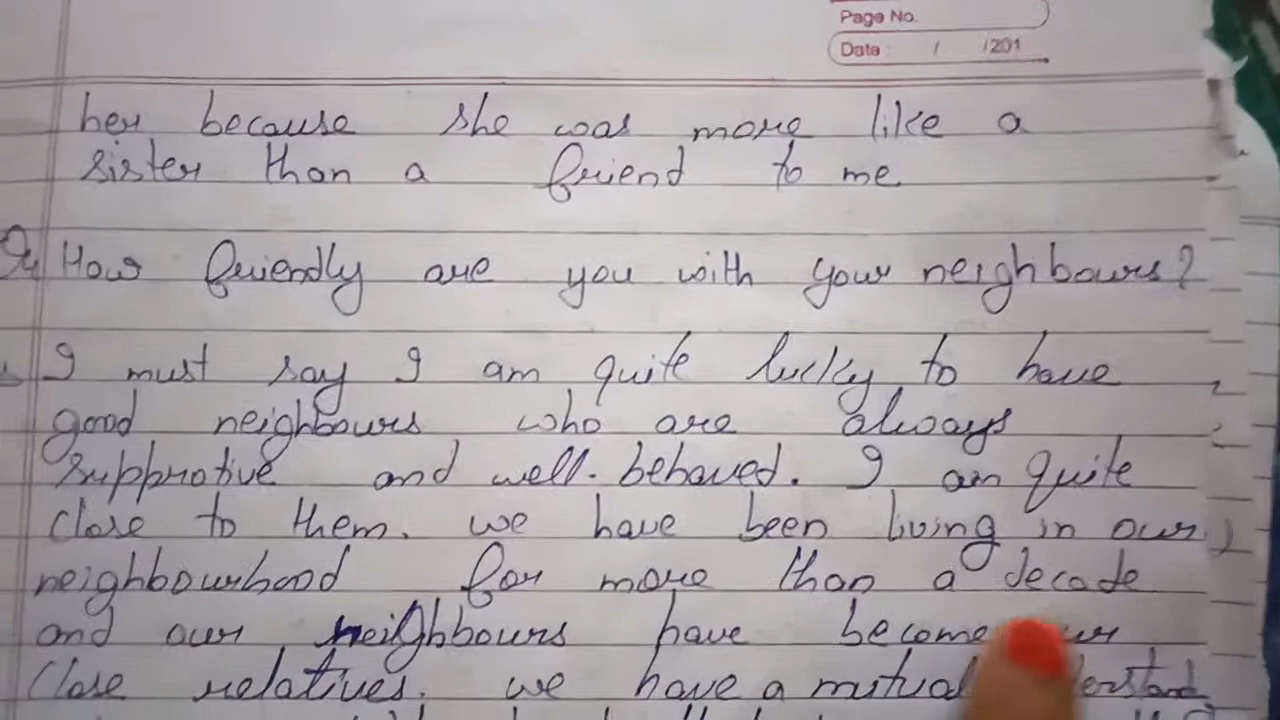 Page No.
Date / /201
her because she was more like a
sister than a friend to me
Q4 How friendly are you with your neighbours?
I must say I am quite lucky to have
good neighbours who are always
supprotive and well-behaved. I am quite
close to them. we have been living in our
neighbourhood for more than a decade
and our neighbours have become
close relatives. we have a mutual